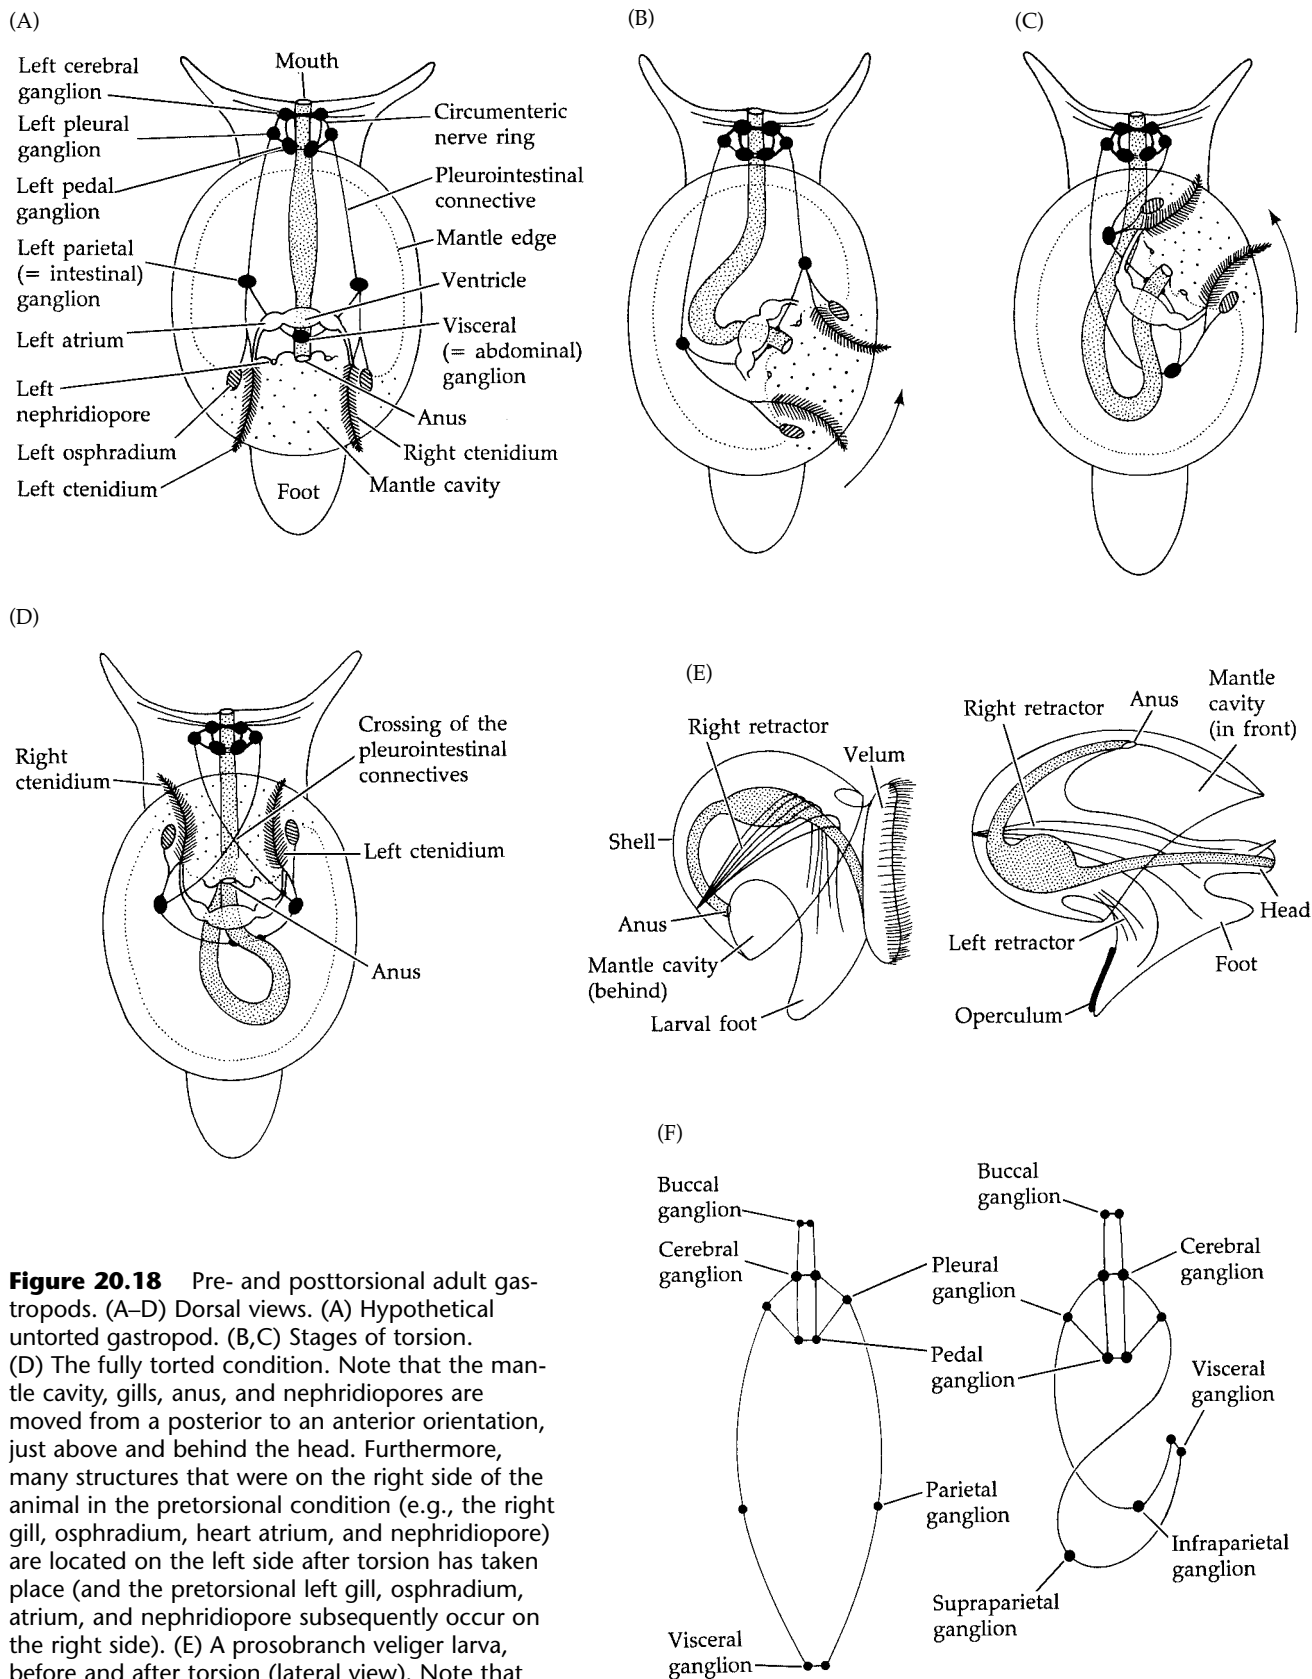 (A)
Left cerebral
ganglion
Left pleural
ganglion
Left pedal
ganglion
Left parietal
(= intestinal)
ganglion
Left atrium
Left
nephridiopore
Left osphradium
Left ctenidium
Mouth
Circumenteric
nerve ring
Pleurointestinal
connective
Mantle edge
Ventricle
Visceral
(= abdominal)
ganglion
Anus
Right ctenidium
Mantle cavity
Foot
(B)
(C)
(D)
Right
ctenidium
Crossing of the
pleurointestinal
connectives
Left ctenidium
Anus
(E)
Right retractor
Velum
Shell
Anus
Mantle cavity
(behind)
Larval foot
Right retractor
Anus
Mantle
cavity
(in front)
Head
Left retractor
Foot
Operculum
(F)
Buccal
ganglion
Cerebral
ganglion
Pleural
ganglion
Pedal
ganglion
Parietal
ganglion
Visceral
ganglion
Buccal
ganglion
Cerebral
ganglion
Visceral
ganglion
Infraparietal
ganglion
Supraparietal
ganglion
Figure 20.18 Pre- and posttorsional adult gas-
tropods. (A–D) Dorsal views. (A) Hypothetical
untorted gastropod. (B,C) Stages of torsion.
(D) The fully torted condition. Note that the man-
tle cavity, gills, anus, and nephridiopores are
moved from a posterior to an anterior orientation,
just above and behind the head. Furthermore,
many structures that were on the right side of the
animal in the pretorsional condition (e.g., the right
gill, osphradium, heart atrium, and nephridiopore)
are located on the left side after torsion has taken
place (and the pretorsional left gill, osphradium,
atrium, and nephridiopore subsequently occur on
the right side). (E) A prosobranch veliger larva,
before and after torsion (lateral view). Note that